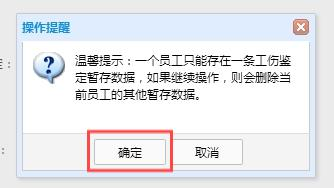 操作提醒
温馨提示：一个员工只能存在一条工伤鉴
定暂存数据，如果继续操作，则会删除当
前员工的其他暂存数据。
确定
取消